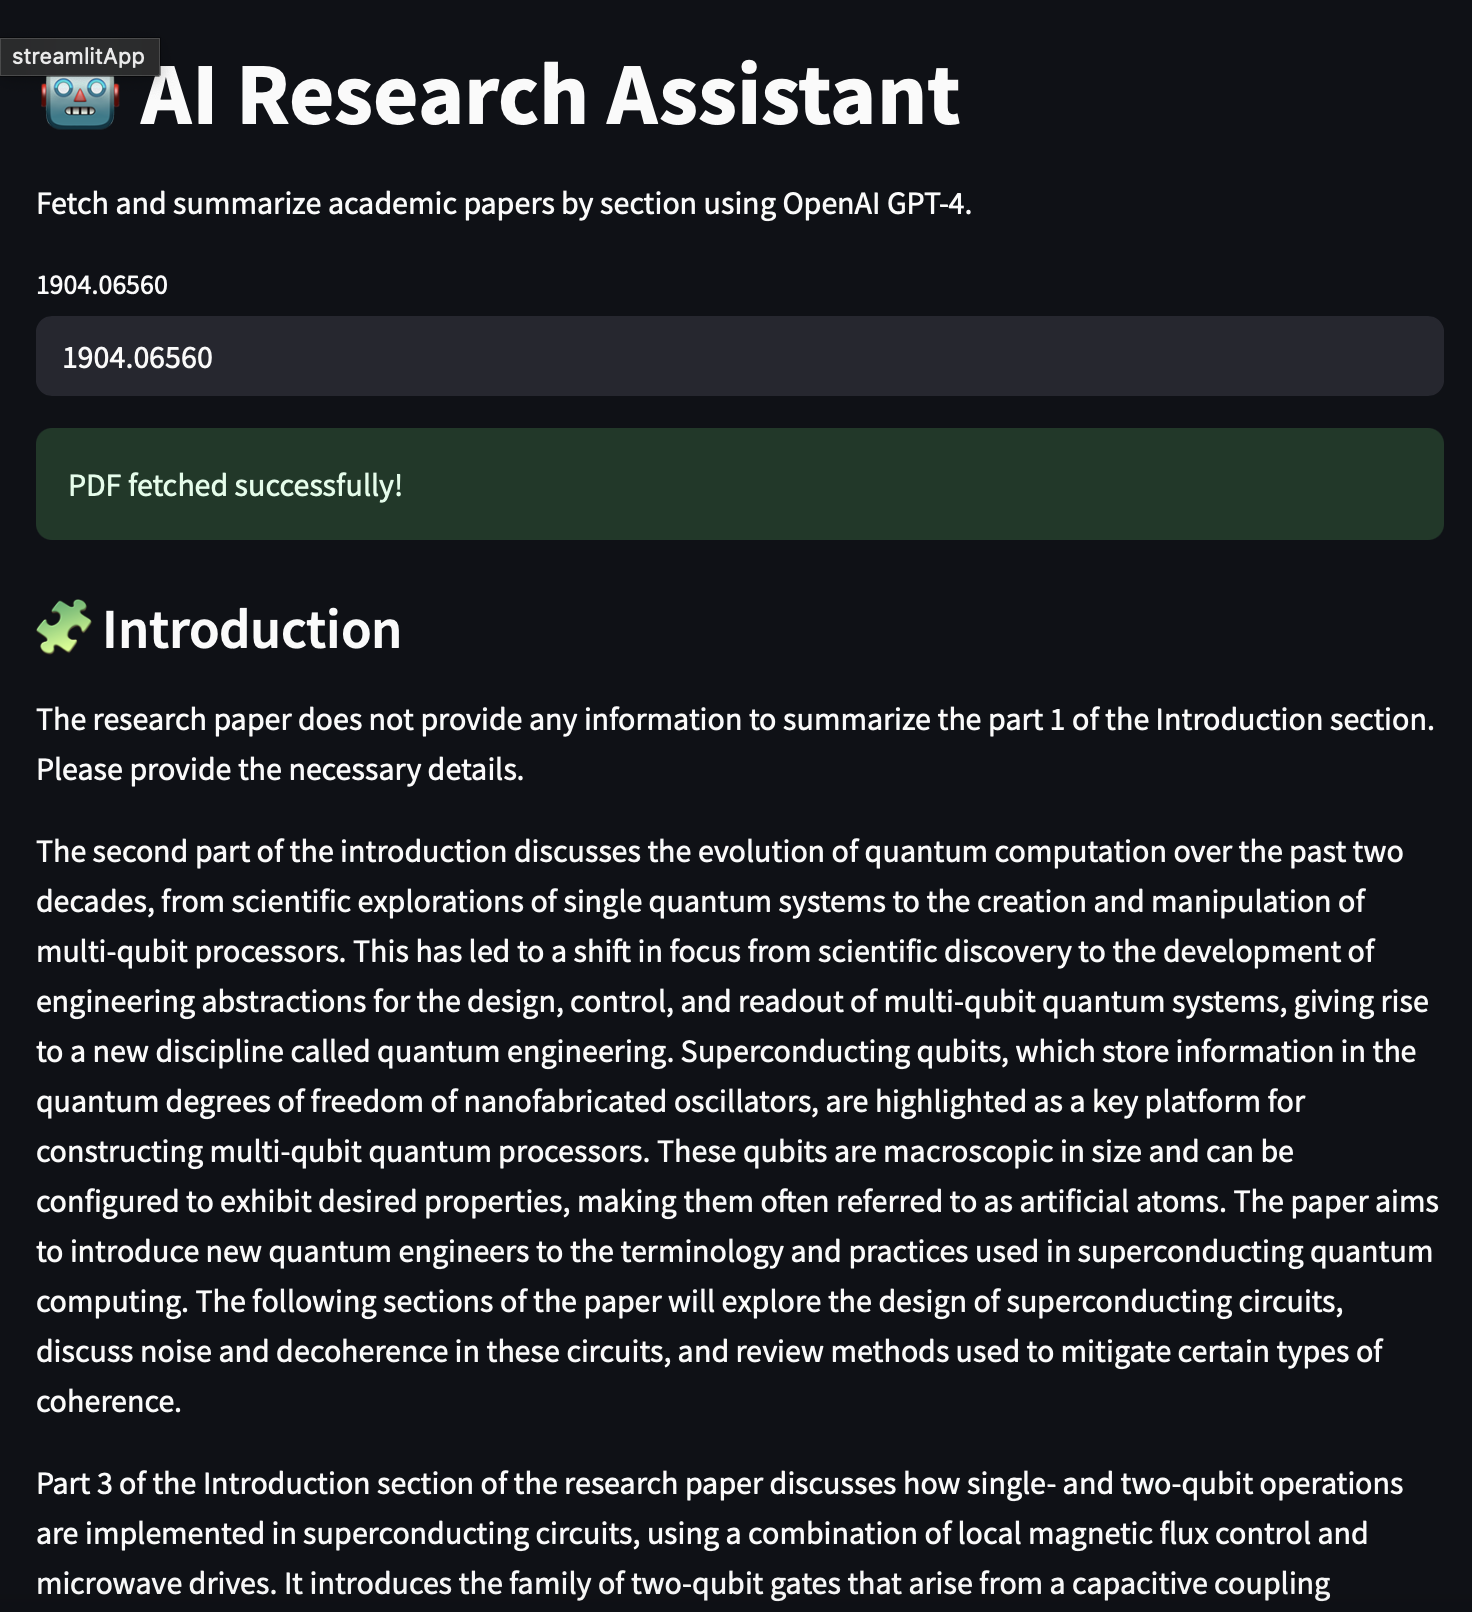 streamlitApp
AI Research Assistant
Fetch and summarize academic papers by section using OpenAI GPT-4.
1904.06560
1904.06560
PDF fetched successfully!
Introduction
The research paper does not provide any information to summarize the part 1 of the Introduction section.
Please provide the necessary details.
The second part of the introduction discusses the evolution of quantum computation over the past two
decades, from scientific explorations of single quantum systems to the creation and manipulation of
multi-qubit processors. This has led to a shift in focus from scientific discovery to the development of
engineering abstractions for the design, control, and readout of multi-qubit quantum systems, giving rise
to a new discipline called quantum engineering. Superconducting qubits, which store information in the
quantum degrees of freedom of nanofabricated oscillators, are highlighted as a key platform for
constructing multi-qubit quantum processors. These qubits are macroscopic in size and can be
configured to exhibit desired properties, making them often referred to as artificial atoms. The paper aims
to introduce new quantum engineers to the terminology and practices used in superconducting quantum
computing. The following sections of the paper will explore the design of superconducting circuits,
discuss noise and decoherence in these circuits, and review methods used to mitigate certain types of
coherence.
Part 3 of the Introduction section of the research paper discusses how single- and two-qubit operations
are implemented in superconducting circuits, using a combination of local magnetic flux control and
microwave drives. It introduces the family of two-qubit gates that arise from a capacitive coupling